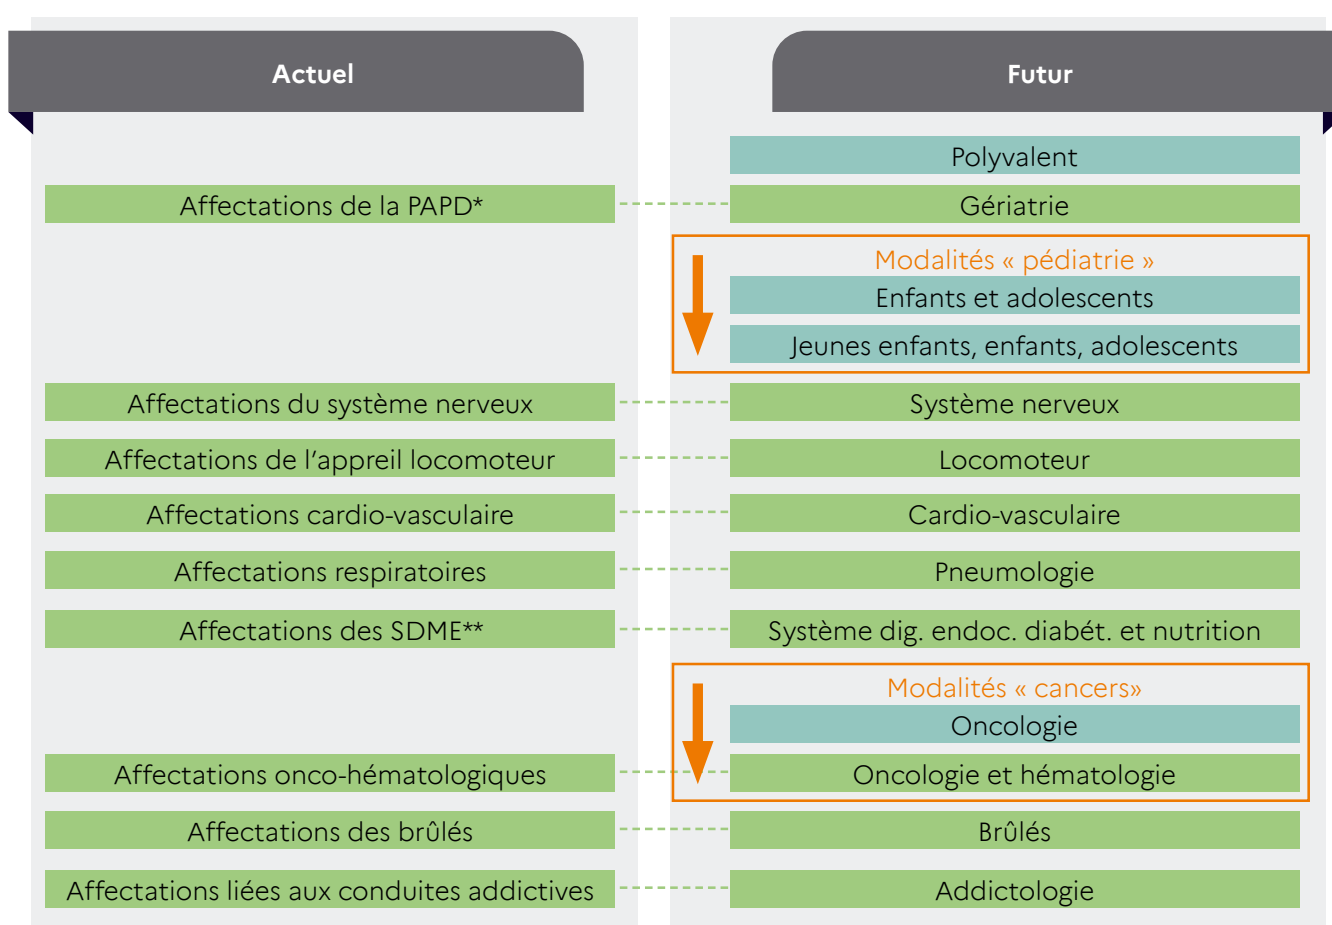 Actuel
Futur
Polyvalent
Affectations de la PAPD*
Gériatrie
Modalités « pédiatrie »
Enfants et adolescents
Jeunes enfants, enfants, adolescents
Affectations du système nerveux
Système nerveux
Affectations de l’appreil locomoteur
Locomoteur
Affectations cardio-vasculaire
Cardio-vasculaire
Affectations respiratoires
Pneumologie
Affectations des SDME**
Système dig. endoc. diabét. et nutrition
Modalités « cancers»
Oncologie
Affectations onco-hématologiques
Oncologie et hématologie
Affectations des brûlés
Brûlés
Affectations liées aux conduites addictives
Addictologie